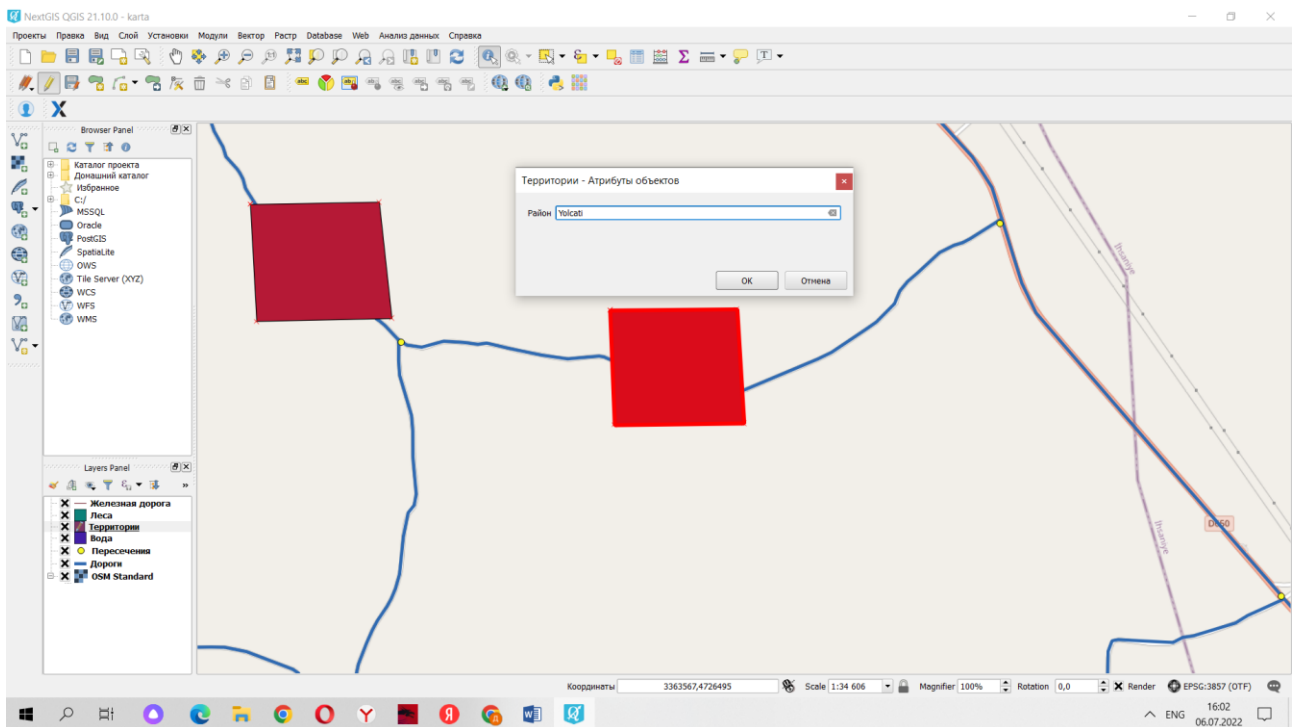 NextGIS QGIS 21.10.0 - karta
Проекты Правка Вид Слой Установки Модули Вектор Растр Database Web Анализ данных Справка
Browser Panel
Каталог проекта
Домашний каталог
Избранное
C:/
MSSQL
Oracle
PostGIS
SpatiaLite
OWS
Tile Server (XYZ)
WCS
WFS
WMS
Территории - Атрибуты объектов
Район Yolcati
OK Отмена
Ihsaniye
D650
Ihsaniye
Layers Panel
Железная дорога
Леса
Территории
Вода
Пересечения
Дороги
OSM Standard
Координаты 3363567,4726495 Scale 1:34 606 Magnifier 100% Rotation 0,0 Render EPSG:3857 (OTF)
ENG 16:02
06.07.2022